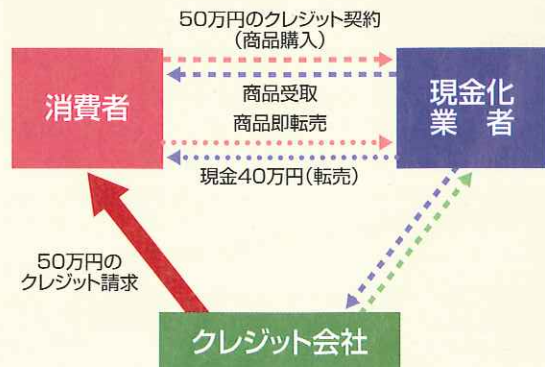 50万円のクレジット契約
(商品購入)
消費者
商品受取
商品即転売
現金40万円(転売)
現金化
業者
50万円の
クレジット請求
クレジット会社